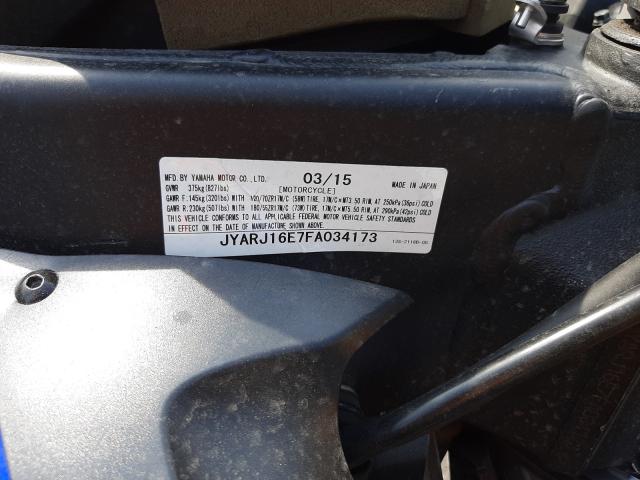 MFD. BY YAMAHA MOTOR CO., LTD. 03/15 MADE IN JAPAN
GVWR 375kg (827lbs) [MOTORCYCLE]
GAWR F. 145kg (320lbs) WITH 120/70ZR17M/C (58W) TIRE, 17M/C×MT3.50 RIM, AT 250kPa (36psi) COLD
GAWR R. 230kg (507lbs) WITH 180/55ZR17M/C (73W) TIRE, 17M/C×MT5.50 RIM, AT 290kPa (42psi) COLD
THIS VEHICLE CONFORMS TO ALL APPLICABLE FEDERAL MOTOR VEHICLE SAFETY STANDARDS
IN EFFECT ON THE DATE OF MANUFACTURE SHOWN ABOVE.
JYARJ16E7FA034173